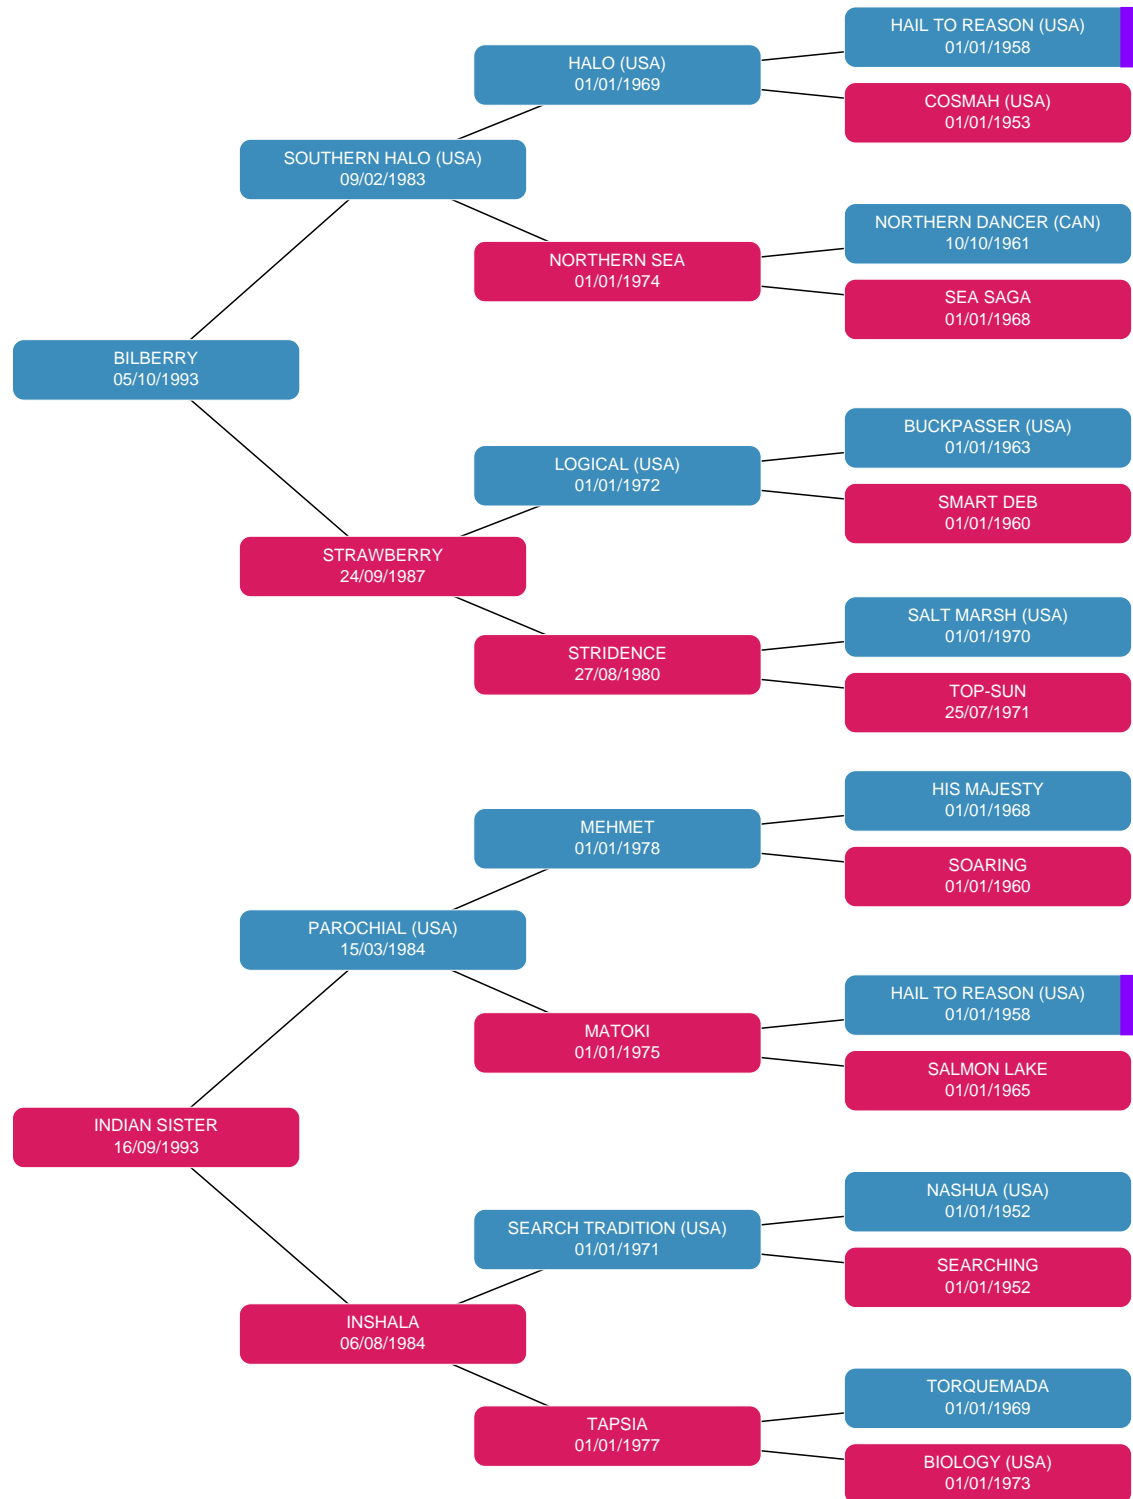 HAIL TO REASON (USA)
01/01/1958
HALO (USA)
01/01/1969
COSMAH (USA)
01/01/1953
SOUTHERN HALO (USA)
09/02/1983
NORTHERN DANCER (CAN)
10/10/1961
NORTHERN SEA
01/01/1974
SEA SAGA
01/01/1968
BILBERRY
05/10/1993
BUCKPASSER (USA)
01/01/1963
LOGICAL (USA)
01/01/1972
SMART DEB
01/01/1960
STRAWBERRY
24/09/1987
SALT MARSH (USA)
01/01/1970
STRIDENCE
27/08/1980
TOP-SUN
25/07/1971
HIS MAJESTY
01/01/1968
MEHMET
01/01/1978
SOARING
01/01/1960
PAROCHIAL (USA)
15/03/1984
HAIL TO REASON (USA)
01/01/1958
MATOKI
01/01/1975
SALMON LAKE
01/01/1965
INDIAN SISTER
16/09/1993
NASHUA (USA)
01/01/1952
SEARCH TRADITION (USA)
01/01/1971
SEARCHING
01/01/1952
INSHALA
06/08/1984
TORQUEMADA
01/01/1969
TAPSIA
01/01/1977
BIOLOGY (USA)
01/01/1973